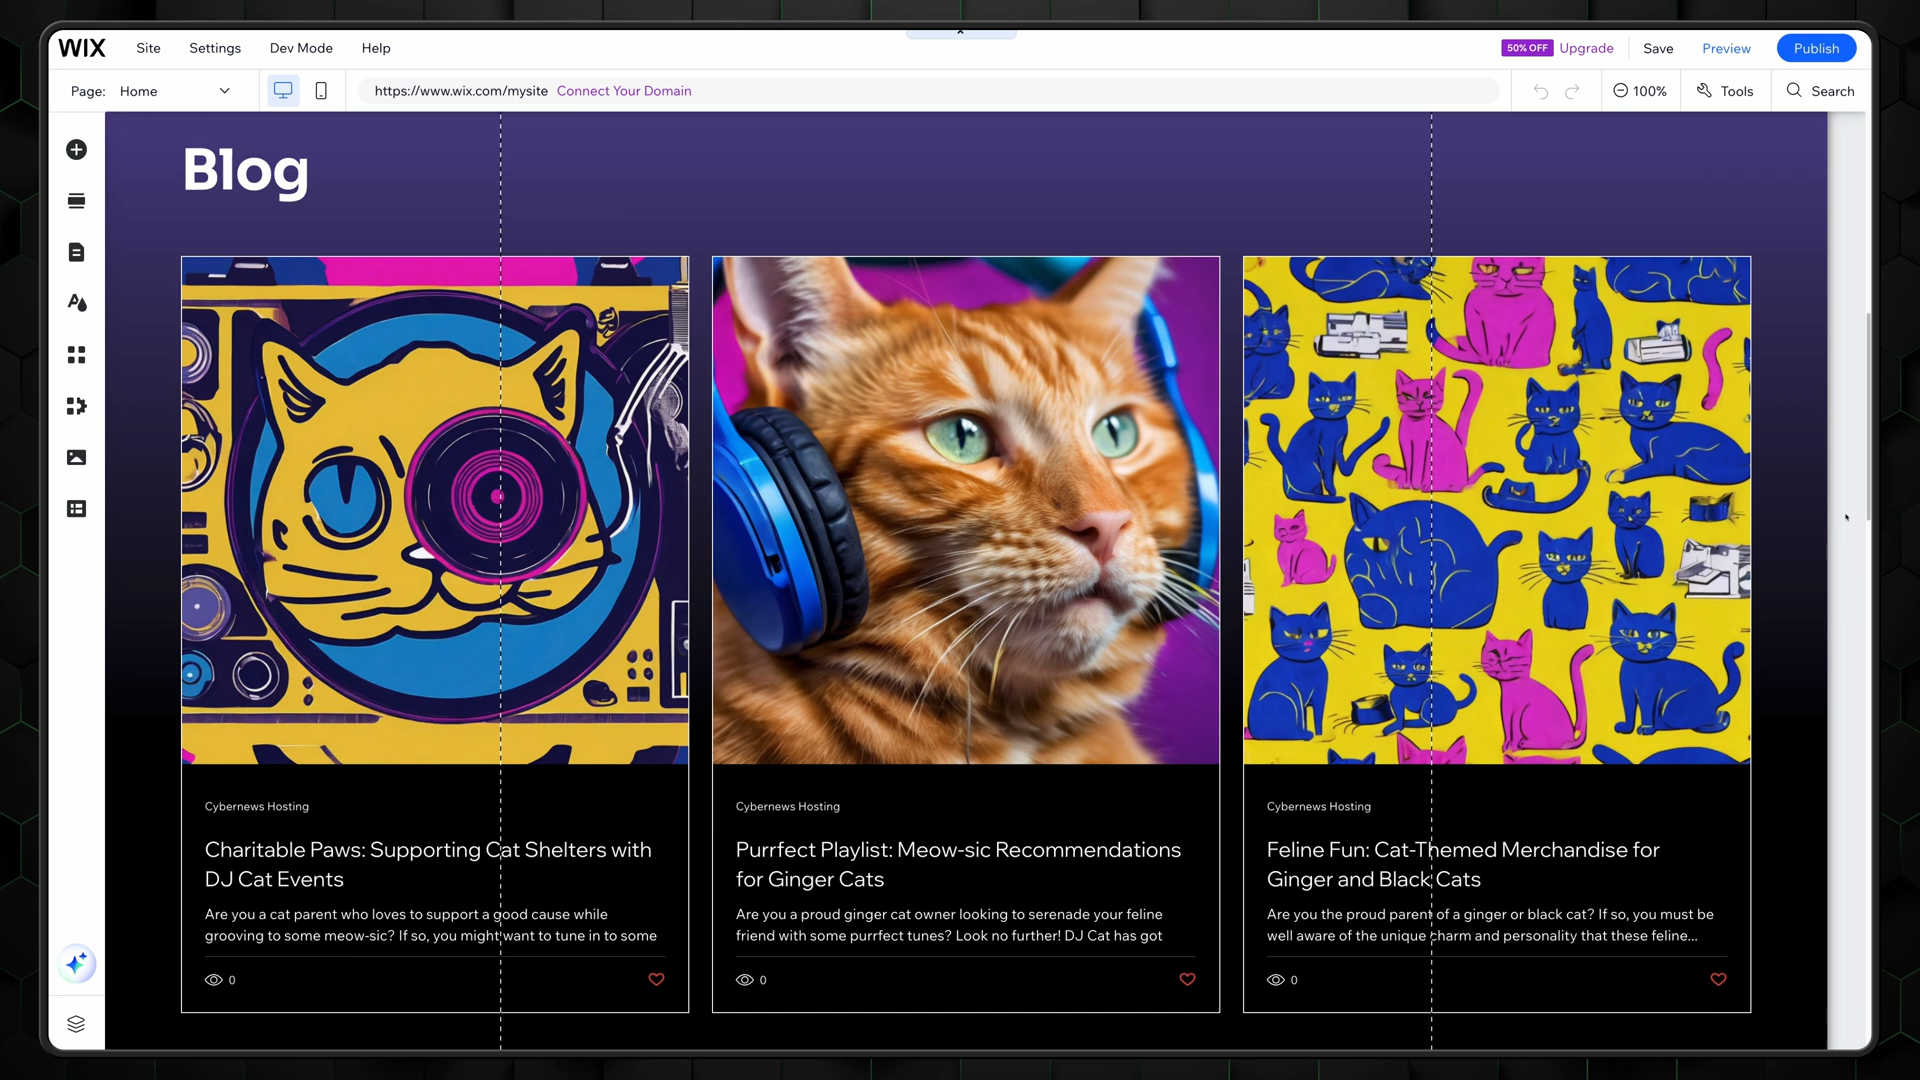 WIX
Site
Settings
Dev Mode
Help
50% OFF
Upgrade
Save
Preview
Publish
Page:
Home
https://www.wix.com/mysite
Connect Your Domain
100%
Tools
Search
Blog
Cybernews Hosting
Charitable Paws: Supporting Cat Shelters with
DJ Cat Events
Are you a cat parent who loves to support a good cause while
grooving to some meow-sic? If so, you might want to tune in to some
0
Cybernews Hosting
Purrfect Playlist: Meow-sic Recommendations
for Ginger Cats
Are you a proud ginger cat owner looking to serenade your feline
friend with some purrfect tunes? Look no further! DJ Cat has got
0
Cybernews Hosting
Feline Fun: Cat-Themed Merchandise for
Ginger and Black Cats
Are you the proud parent of a ginger or black cat? If so, you must be
well aware of the unique charm and personality that these feline...
0